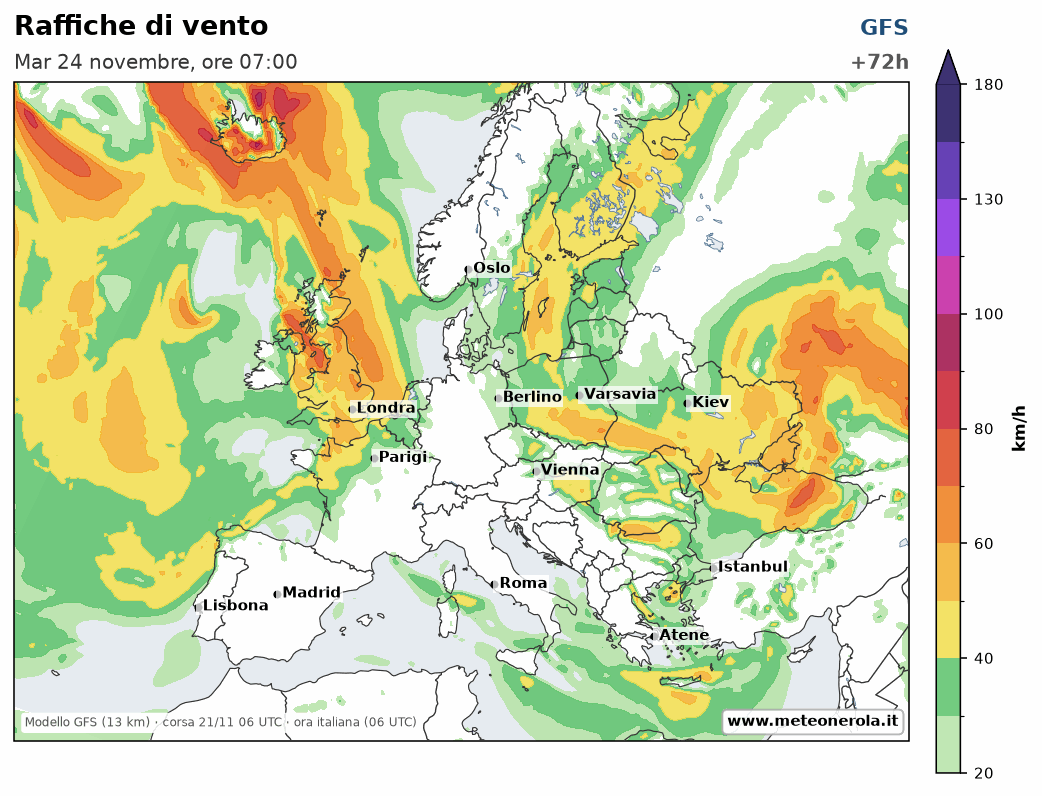 Raffiche di vento
GFS
Mar 24 novembre, ore 07:00
+72h
180
130
100
80
60
40
20
km/h
Oslo
Berlino
Varsavia
Kiev
Londra
Parigi
Vienna
Istanbul
Roma
Madrid
Lisbona
Atene
Modello GFS (13 km) · corsa 21/11 06 UTC · ora italiana (06 UTC)
www.meteonerola.it